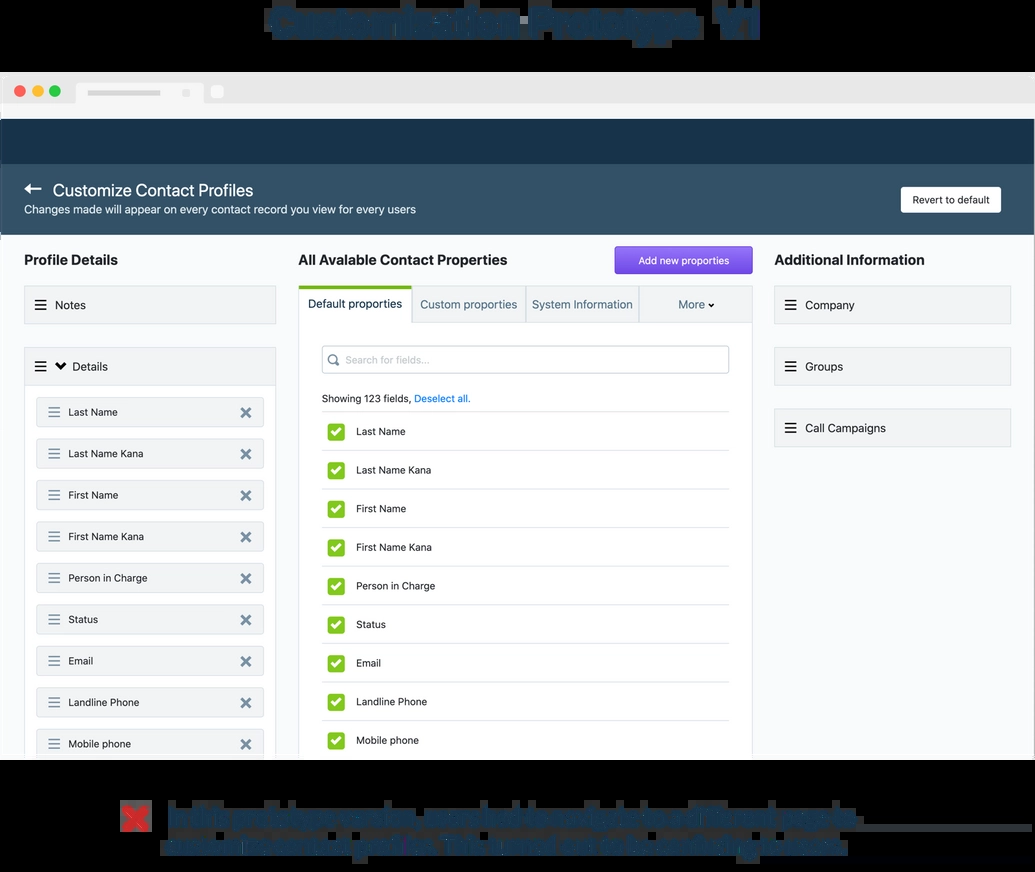 Customization Prototype V1
Customize Contact Profiles
Changes made will appear on every contact record you view for every users
Revert to default
Profile Details
Notes
Details
Last Name
Last Name Kana
First Name
First Name Kana
Person in Charge
Status
Email
Landline Phone
Mobile phone
All Avalable Contact Properties
Add new proporties
Default proporties
Custom proporties
System Information
More
Search for fields...
Showing 123 fields, Deselect all.
Last Name
Last Name Kana
First Name
First Name Kana
Person in Charge
Status
Email
Landline Phone
Mobile phone
Additional Information
Company
Groups
Call Campaigns